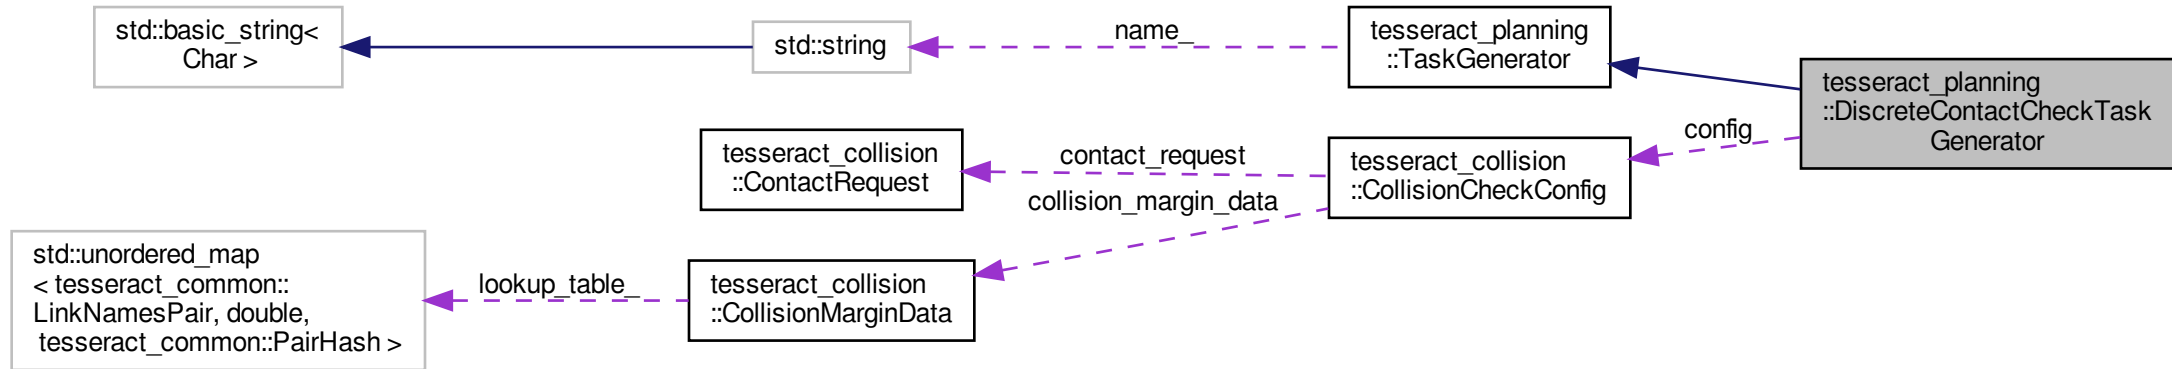 std::basic_string<
Char >
std::string
name_
tesseract_planning
::TaskGenerator
tesseract_planning
::DiscreteContactCheckTask
Generator
config_
tesseract_collision
::ContactRequest
contact_request
tesseract_collision
::CollisionCheckConfig
collision_margin_data
std::unordered_map
< tesseract_common::
LinkNamesPair, double,
tesseract_common::PairHash >
lookup_table_
tesseract_collision
::CollisionMarginData